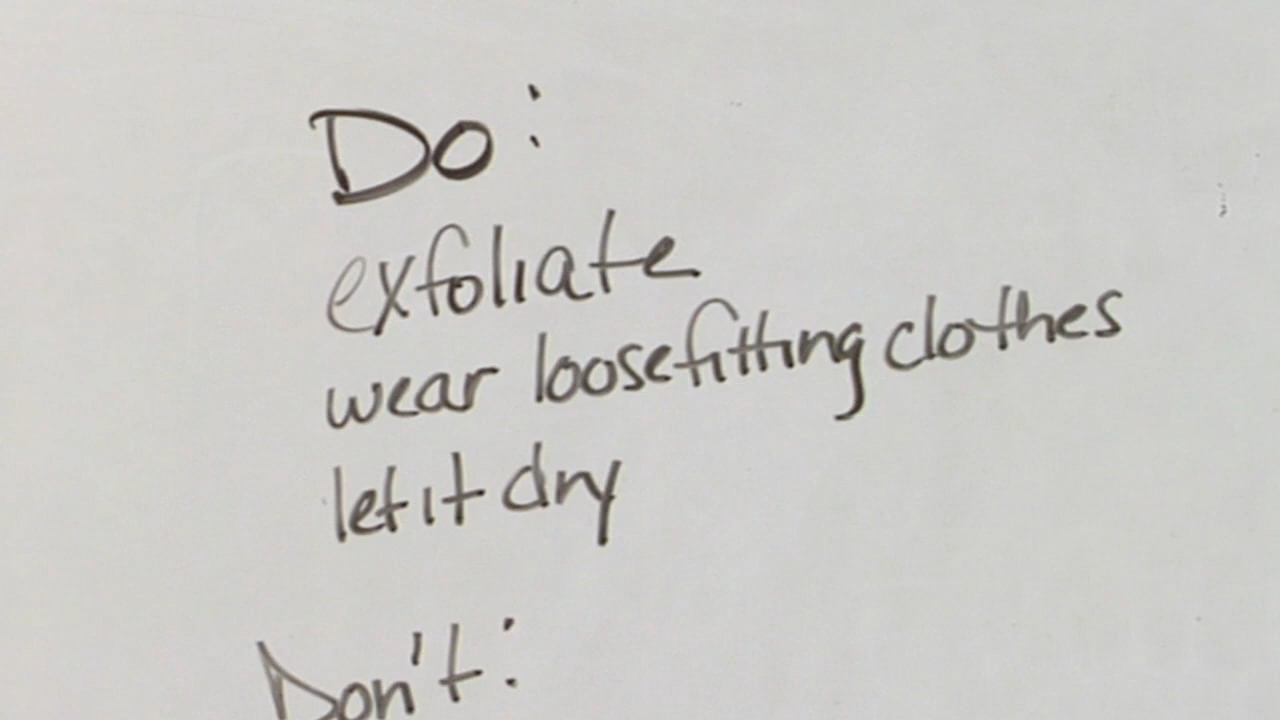 Do:
exfoliate
wear loosefitting clothes
let it dry
Don't: